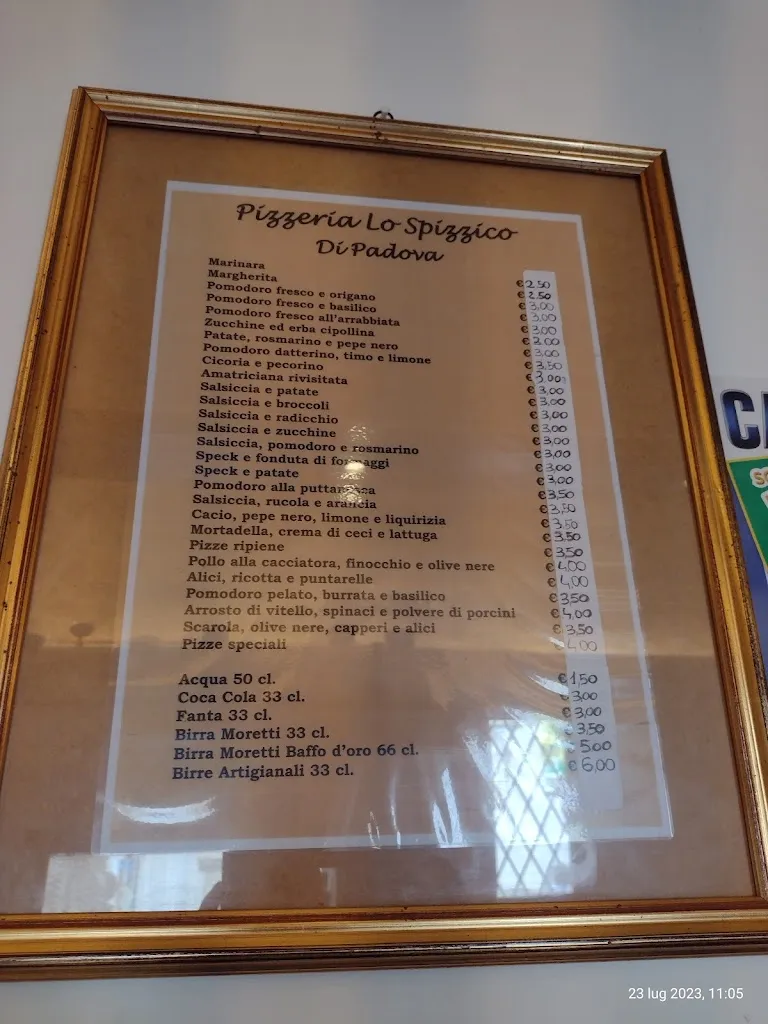 Pizzeria Lo Spizzico
Di Padova
Marinara € 2.50
Margherita € 2.50
Pomodoro fresco e origano € 3,00
Pomodoro fresco e basilico € 3,00
Pomodoro fresco all'arrabbiata € 3,00
Zucchine ed erba cipollina € 3,00
Patate, rosmarino e pepe nero € 3,00
Pomodoro datterino, timo e limone € 3,50
Cicoria e pecorino € 3,00
Amatriciana rivisitata € 3,00
Salsiccia e patate € 3,00
Salsiccia e broccoli € 3,00
Salsiccia e radicchio € 3,00
Salsiccia e zucchine € 3,00
Salsiccia, pomodoro e rosmarino € 3,00
Speck e fonduta di formaggi € 3,00
Speck e patate € 3,00
Pomodoro alla puttanesca € 3,50
Salsiccia, rucola e arancia € 3,50
Cacio, pepe nero, limone e liquirizia € 3.50
Mortadella, crema di ceci e lattuga € 3.50
Pizze ripiene € 3,50
Pollo alla cacciatora, finocchio e olive nere € 4,00
Alici, ricotta e puntarelle € 4,00
Pomodoro pelato, burrata e basilico € 3,50
Arrosto di vitello, spinaci e polvere di porcini € 4,00
Scarola, olive nere, capperi e alici € 3,50
Pizze speciali € 4,00
Acqua 50 cl. € 1,50
Coca Cola 33 cl. € 3,00
Fanta 33 cl. € 3,00
Birra Moretti 33 cl. € 3,50
Birra Moretti Baffo d'oro 66 cl. € 5,00
Birre Artigianali 33 cl. € 6,00
23 lug 2023, 11:05